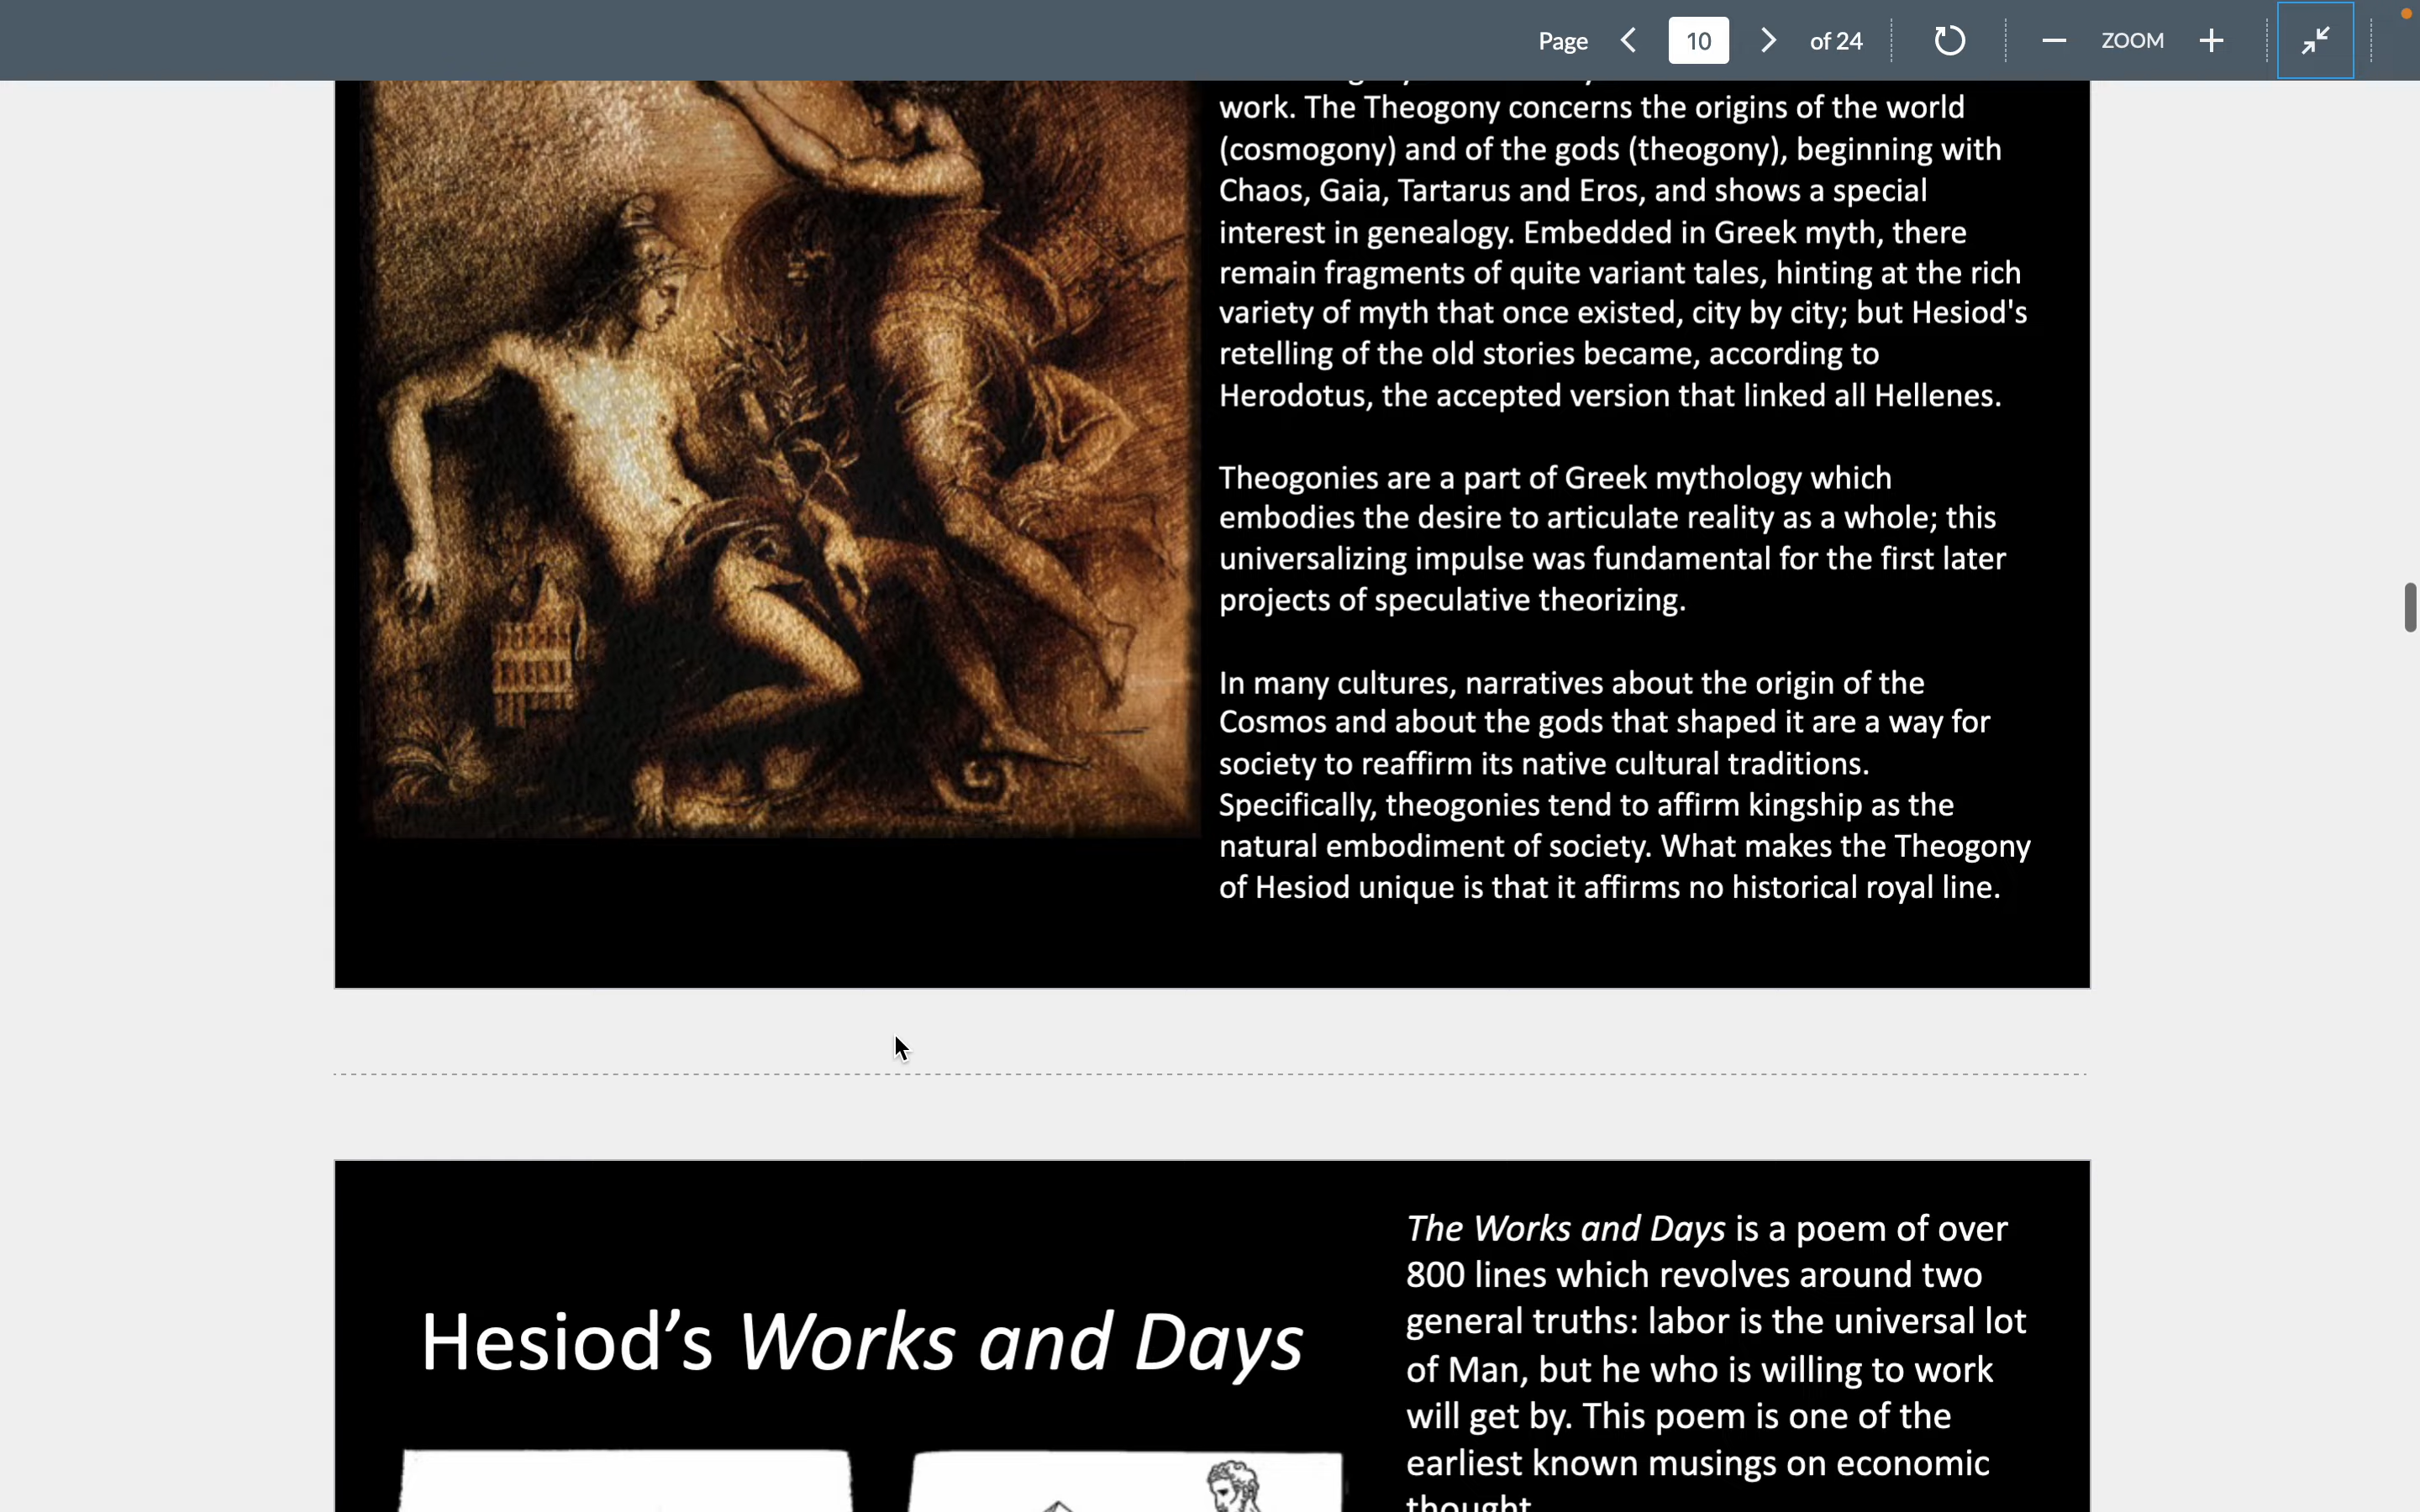 Page 10 of 24 ZOOM
work. The Theogony concerns the origins of the world
(cosmogony) and of the gods (theogony), beginning with
Chaos, Gaia, Tartarus and Eros, and shows a special
interest in genealogy. Embedded in Greek myth, there
remain fragments of quite variant tales, hinting at the rich
variety of myth that once existed, city by city; but Hesiod's
retelling of the old stories became, according to
Herodotus, the accepted version that linked all Hellenes.
Theogonies are a part of Greek mythology which
embodies the desire to articulate reality as a whole; this
universalizing impulse was fundamental for the first later
projects of speculative theorizing.
In many cultures, narratives about the origin of the
Cosmos and about the gods that shaped it are a way for
society to reaffirm its native cultural traditions.
Specifically, theogonies tend to affirm kingship as the
natural embodiment of society. What makes the Theogony
of Hesiod unique is that it affirms no historical royal line.
Hesiod’s Works and Days
The Works and Days is a poem of over
800 lines which revolves around two
general truths: labor is the universal lot
of Man, but he who is willing to work
will get by. This poem is one of the
earliest known musings on economic
thought